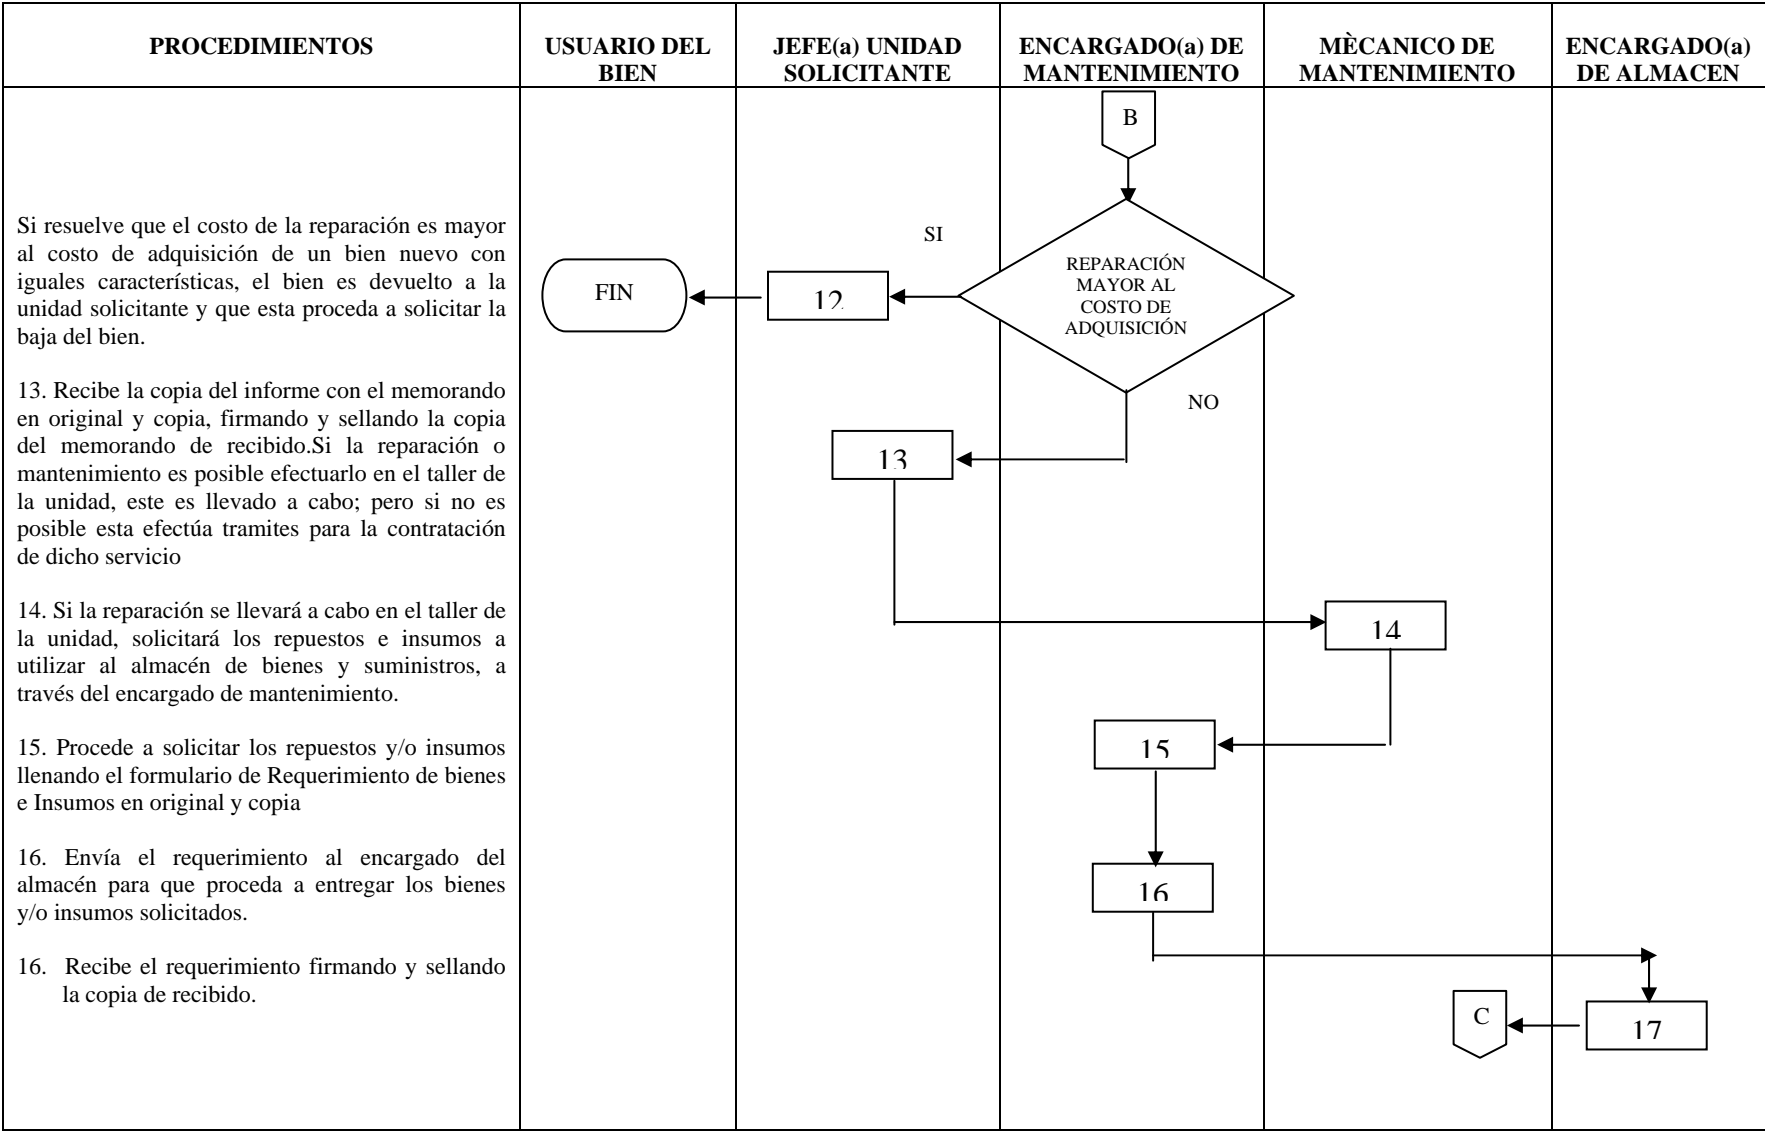 PROCEDIMIENTOS
USUARIO DEL
BIEN
JEFE(a) UNIDAD
SOLICITANTE
ENCARGADO(a) DE
MANTENIMIENTO
MÈCANICO DE
MANTENIMIENTO
ENCARGADO(a)
DE ALMACEN
Si resuelve que el costo de la reparación es mayor
al costo de adquisición de un bien nuevo con
iguales características, el bien es devuelto a la
unidad solicitante y que esta proceda a solicitar la
baja del bien.
13. Recibe la copia del informe con el memorando
en original y copia, firmando y sellando la copia
del memorando de recibido.Si la reparación o
mantenimiento es posible efectuarlo en el taller de
la unidad, este es llevado a cabo; pero si no es
posible esta efectúa tramites para la contratación
de dicho servicio
14. Si la reparación se llevará a cabo en el taller de
la unidad, solicitará los repuestos e insumos a
utilizar al almacén de bienes y suministros, a
través del encargado de mantenimiento.
15. Procede a solicitar los repuestos y/o insumos
llenando el formulario de Requerimiento de bienes
e Insumos en original y copia
16. Envía el requerimiento al encargado del
almacén para que proceda a entregar los bienes
y/o insumos solicitados.
16. Recibe el requerimiento firmando y sellando
la copia de recibido.
B
SI
REPARACIÓN
MAYOR AL
COSTO DE
ADQUISICIÓN
FIN
12
NO
13
14
15
16
C
17